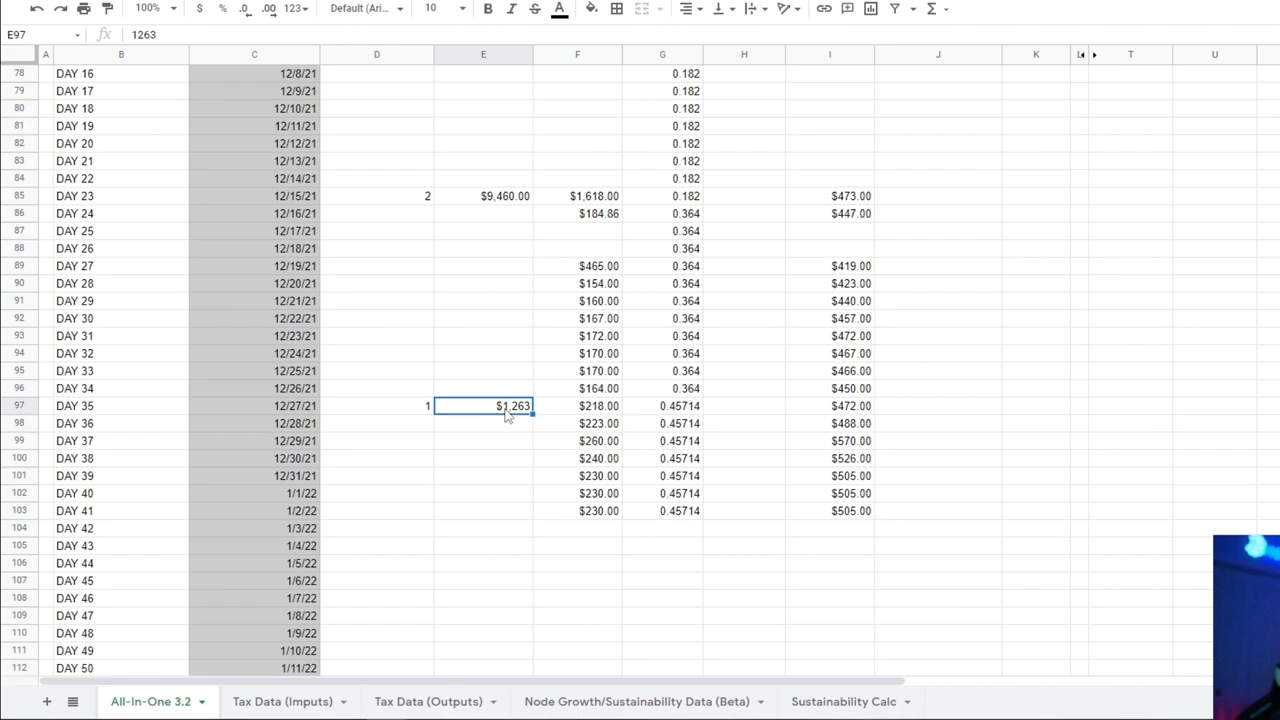 100% $ % .0 .00 123 Default (Ari... 10 B I S A
E97 fx 1263
A B C D E F G H I J K L T U
78 DAY 16 12/8/21 0.182
79 DAY 17 12/9/21 0.182
80 DAY 18 12/10/21 0.182
81 DAY 19 12/11/21 0.182
82 DAY 20 12/12/21 0.182
83 DAY 21 12/13/21 0.182
84 DAY 22 12/14/21 0.182
85 DAY 23 12/15/21 2 $9,460.00 $1,618.00 0.182 $473.00
86 DAY 24 12/16/21 $184.86 0.364 $447.00
87 DAY 25 12/17/21 0.364
88 DAY 26 12/18/21 0.364
89 DAY 27 12/19/21 $465.00 0.364 $419.00
90 DAY 28 12/20/21 $154.00 0.364 $423.00
91 DAY 29 12/21/21 $160.00 0.364 $440.00
92 DAY 30 12/22/21 $167.00 0.364 $457.00
93 DAY 31 12/23/21 $172.00 0.364 $472.00
94 DAY 32 12/24/21 $170.00 0.364 $467.00
95 DAY 33 12/25/21 $170.00 0.364 $466.00
96 DAY 34 12/26/21 $164.00 0.364 $450.00
97 DAY 35 12/27/21 1 $1,263 $218.00 0.45714 $472.00
98 DAY 36 12/28/21 $223.00 0.45714 $488.00
99 DAY 37 12/29/21 $260.00 0.45714 $570.00
100 DAY 38 12/30/21 $240.00 0.45714 $526.00
101 DAY 39 12/31/21 $230.00 0.45714 $505.00
102 DAY 40 1/1/22 $230.00 0.45714 $505.00
103 DAY 41 1/2/22 $230.00 0.45714 $505.00
104 DAY 42 1/3/22
105 DAY 43 1/4/22
106 DAY 44 1/5/22
107 DAY 45 1/6/22
108 DAY 46 1/7/22
109 DAY 47 1/8/22
110 DAY 48 1/9/22
111 DAY 49 1/10/22
112 DAY 50 1/11/22
All-In-One 3.2 Tax Data (Imputs) Tax Data (Outputs) Node Growth/Sustainability Data (Beta) Sustainability Calc